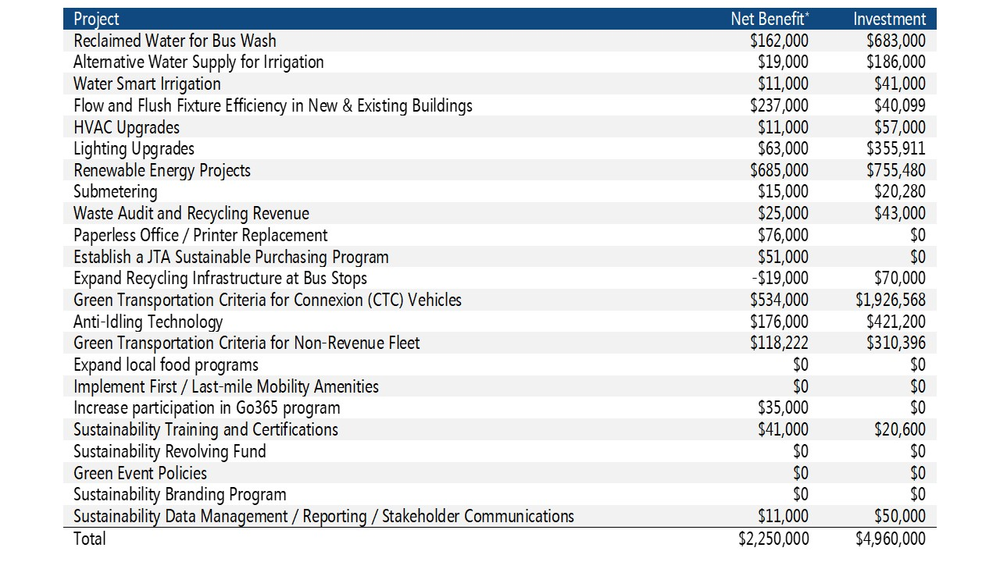 Project Net Benefit* Investment
Reclaimed Water for Bus Wash $162,000 $683,000
Alternative Water Supply for Irrigation $19,000 $186,000
Water Smart Irrigation $11,000 $41,000
Flow and Flush Fixture Efficiency in New & Existing Buildings $237,000 $40,099
HVAC Upgrades $11,000 $57,000
Lighting Upgrades $63,000 $355,911
Renewable Energy Projects $685,000 $755,480
Submetering $15,000 $20,280
Waste Audit and Recycling Revenue $25,000 $43,000
Paperless Office / Printer Replacement $76,000 $0
Establish a JTA Sustainable Purchasing Program $51,000 $0
Expand Recycling Infrastructure at Bus Stops -$19,000 $70,000
Green Transportation Criteria for Connexion (CTC) Vehicles $534,000 $1,926,568
Anti-Idling Technology $176,000 $421,200
Green Transportation Criteria for Non-Revenue Fleet $118,222 $310,396
Expand local food programs $0 $0
Implement First / Last-mile Mobility Amenities $0 $0
Increase participation in Go365 program $35,000 $0
Sustainability Training and Certifications $41,000 $20,600
Sustainability Revolving Fund $0 $0
Green Event Policies $0 $0
Sustainability Branding Program $0 $0
Sustainability Data Management / Reporting / Stakeholder Communications $11,000 $50,000
Total $2,250,000 $4,960,000